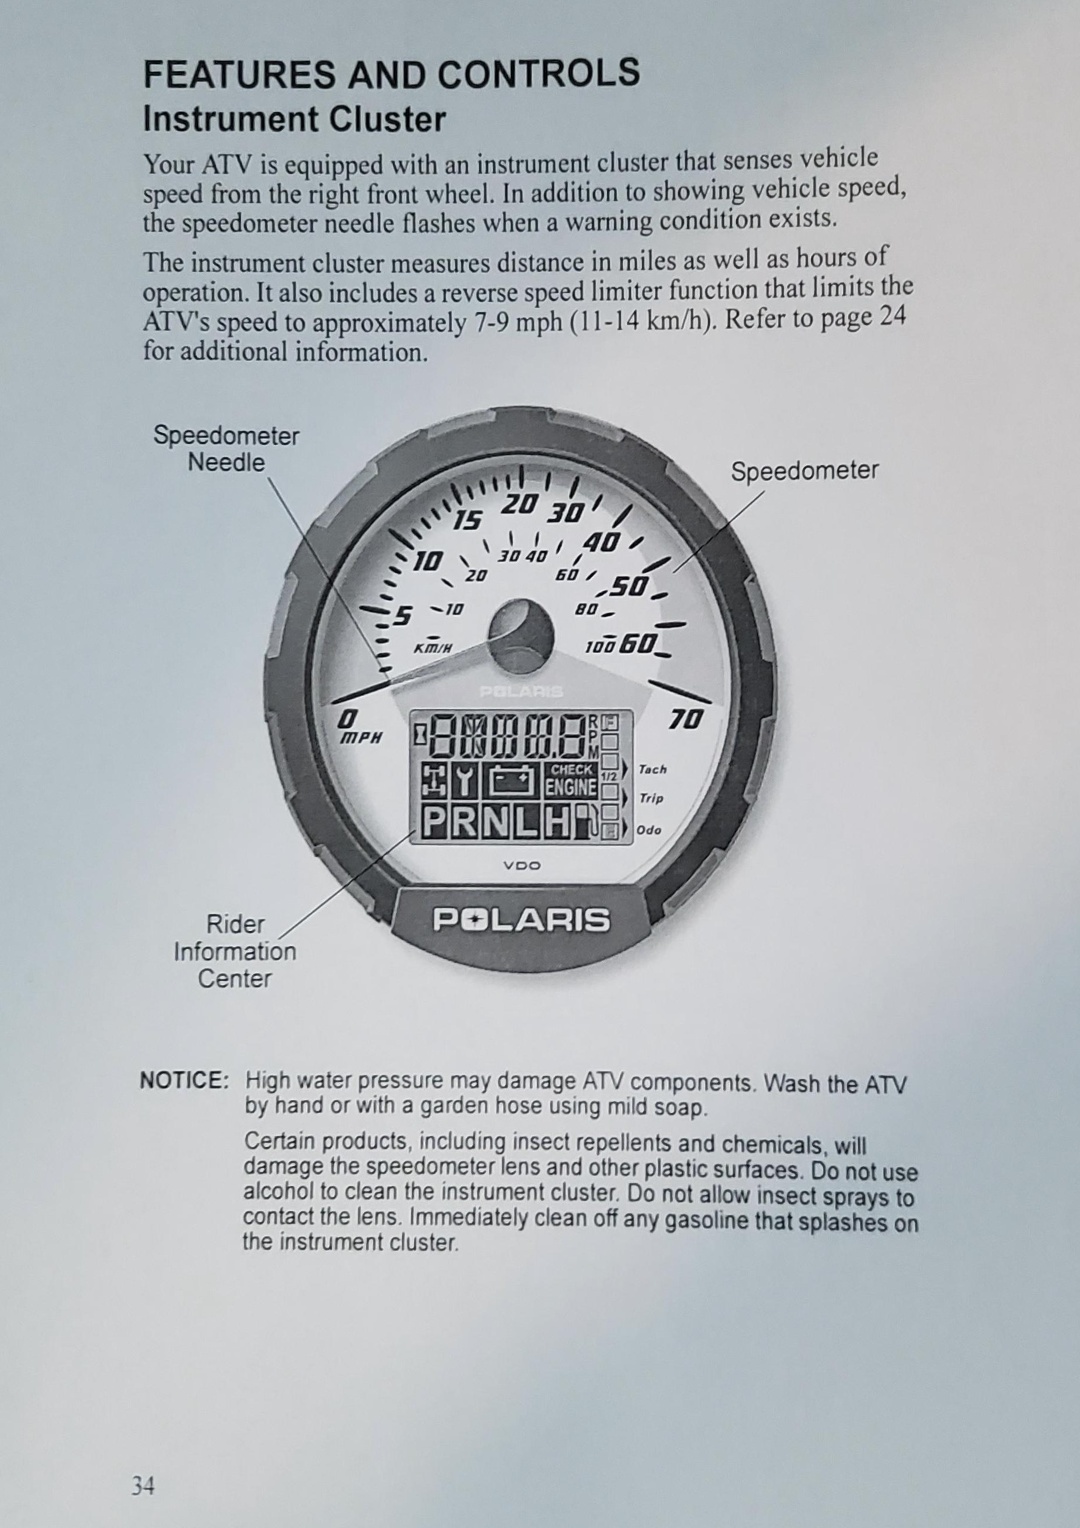 FEATURES AND CONTROLS
Instrument Cluster
Your ATV is equipped with an instrument cluster that senses vehicle
speed from the right front wheel. In addition to showing vehicle speed,
the speedometer needle flashes when a warning condition exists.
The instrument cluster measures distance in miles as well as hours of
operation. It also includes a reverse speed limiter function that limits the
ATV's speed to approximately 7-9 mph (11-14 km/h). Refer to page 24
for additional information.
Speedometer
Needle
Speedometer
0 5 10 15 20 30 40 50 60 70
MPH
10 20 30 40 60 80 100
KM/H
POLARIS
RPM
CHECK
ENGINE
1/2
F
E
PRNLH
Tach
Trip
Odo
VDO
POLARIS
Rider
Information
Center
NOTICE: High water pressure may damage ATV components. Wash the ATV
by hand or with a garden hose using mild soap.
Certain products, including insect repellents and chemicals, will
damage the speedometer lens and other plastic surfaces. Do not use
alcohol to clean the instrument cluster. Do not allow insect sprays to
contact the lens. Immediately clean off any gasoline that splashes on
the instrument cluster.
34